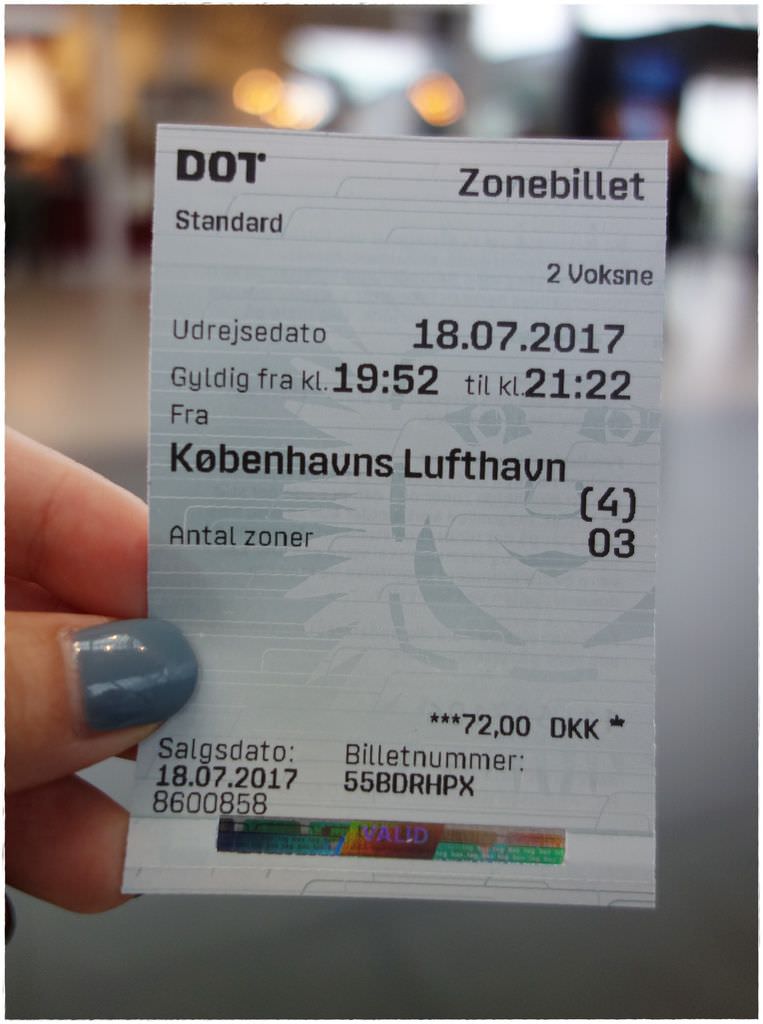 DOT
Zonebillet
Standard
2 Voksne
Udrejsedato 18.07.2017
Gyldig fra kl. 19:52 til kl. 21:22
Fra
Københavns Lufthavn
(4)
Antal zoner 03
***72,00 DKK *
Salgsdato: Billetnummer:
18.07.2017 55BDRHPX
8600858
VALID